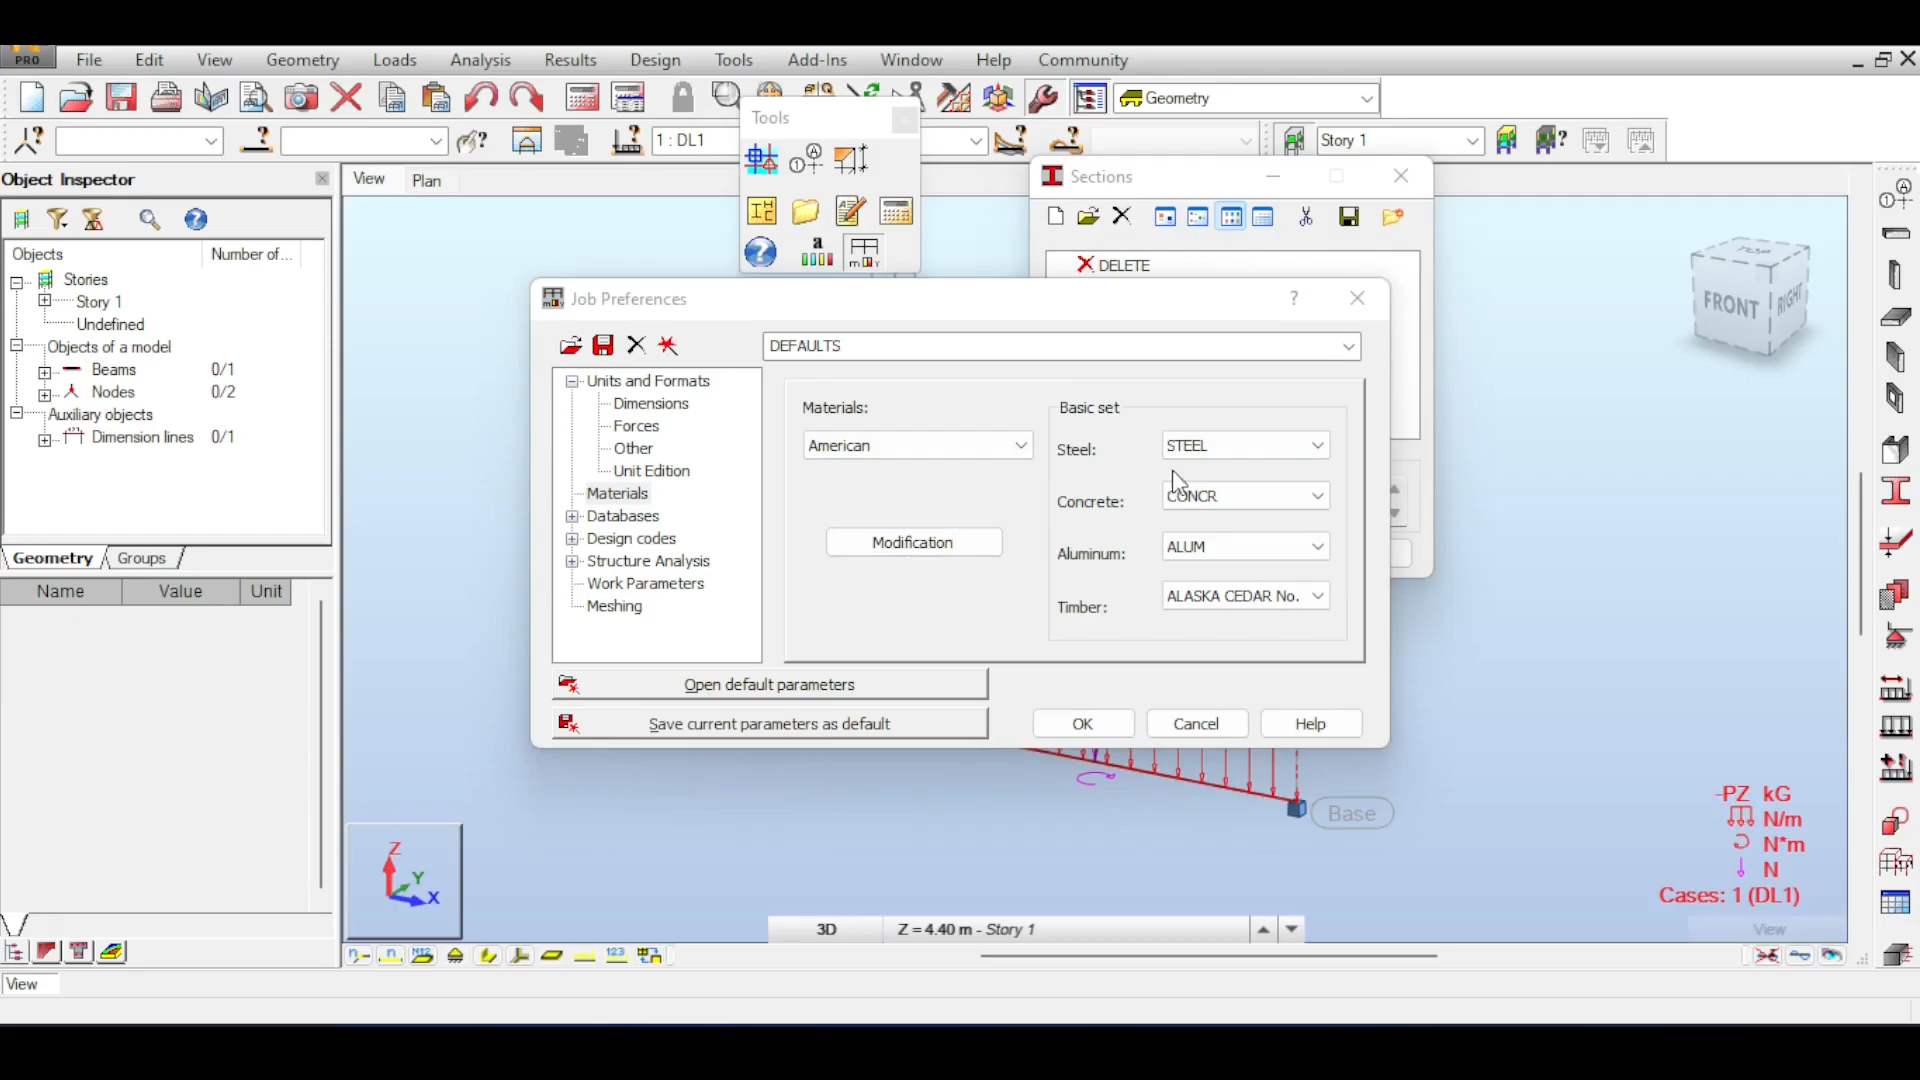 PRO File Edit View Geometry Loads Analysis Results Design Tools Add-Ins Window Help Community
Geometry
1 : DL1
Story 1
Tools
Object Inspector
View Plan
Sections
Objects Number of...
Stories
Story 1
Undefined
Objects of a model
Beams 0/1
Nodes 0/2
Auxiliary objects
Dimension lines 0/1
Geometry Groups
Name Value Unit
DELETE
Job Preferences
DEFAULTS
Units and Formats
Dimensions
Forces
Other
Unit Edition
Materials
Databases
Design codes
Structure Analysis
Work Parameters
Meshing
Materials:
American
Modification
Basic set
Steel: STEEL
Concrete: CONCR
Aluminum: ALUM
Timber: ALASKA CEDAR No.
Open default parameters
Save current parameters as default
OK Cancel Help
TOP
FRONT
RIGHT
Base
-PZ kG
N/m
N*m
N
Cases: 1 (DL1)
View
Z
Y
X
3D Z = 4.40 m - Story 1
View